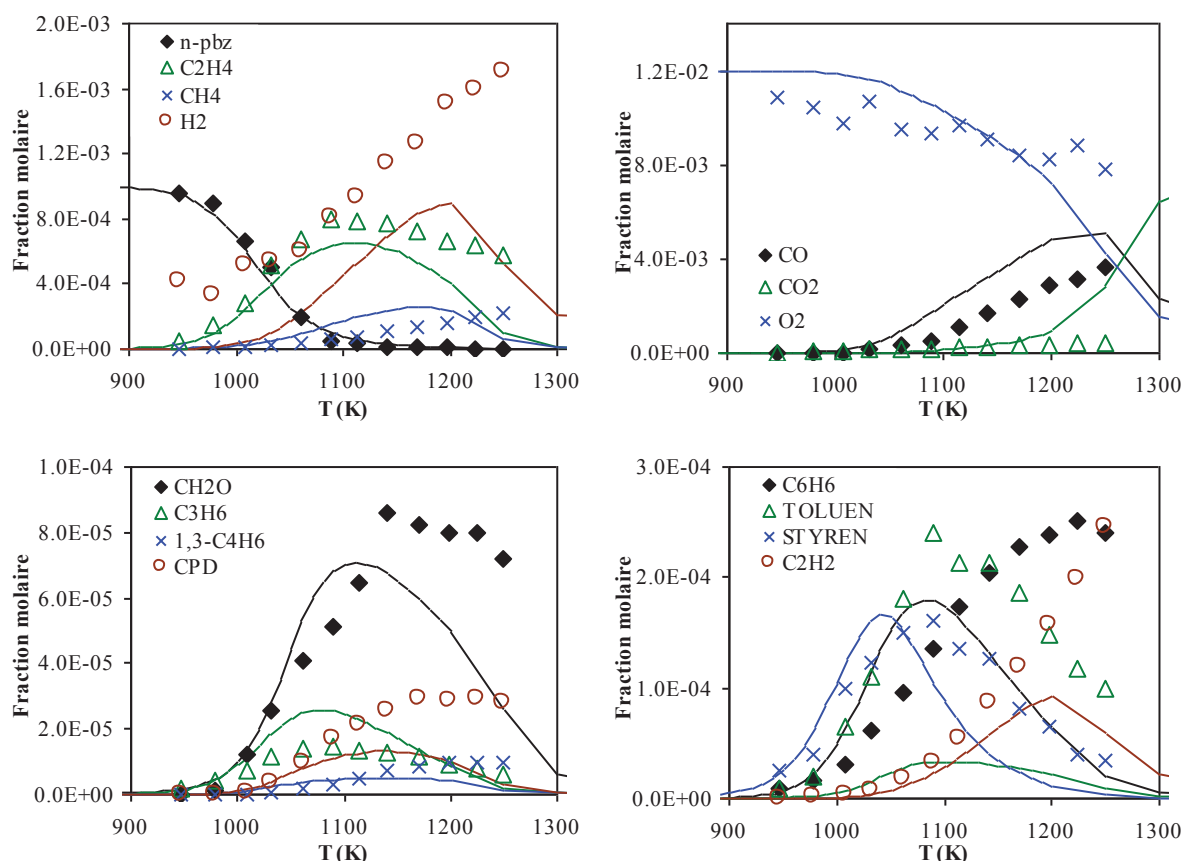 2.0E-03
1.6E-03
1.2E-03
8.0E-04
4.0E-04
0.0E+00
Fraction molaire
n-pbz
C2H4
CH4
H2
900 1000 1100 1200 1300
T (K)
1.2E-02
8.0E-03
4.0E-03
0.0E+00
Fraction molaire
CO
CO2
O2
900 1000 1100 1200 1300
T (K)
1.0E-04
8.0E-05
6.0E-05
4.0E-05
2.0E-05
0.0E+00
Fraction molaire
CH2O
C3H6
1,3-C4H6
CPD
900 1000 1100 1200 1300
T (K)
3.0E-04
2.0E-04
1.0E-04
0.0E+00
Fraction molaire
C6H6
TOLUEN
STYREN
C2H2
900 1000 1100 1200 1300
T (K)